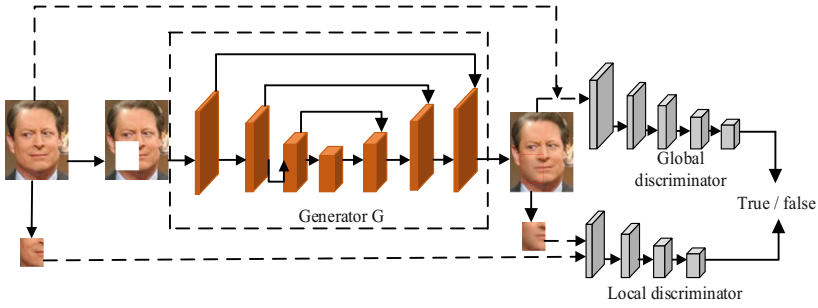 Global
discriminator
True / false
Generator G
Local discriminator